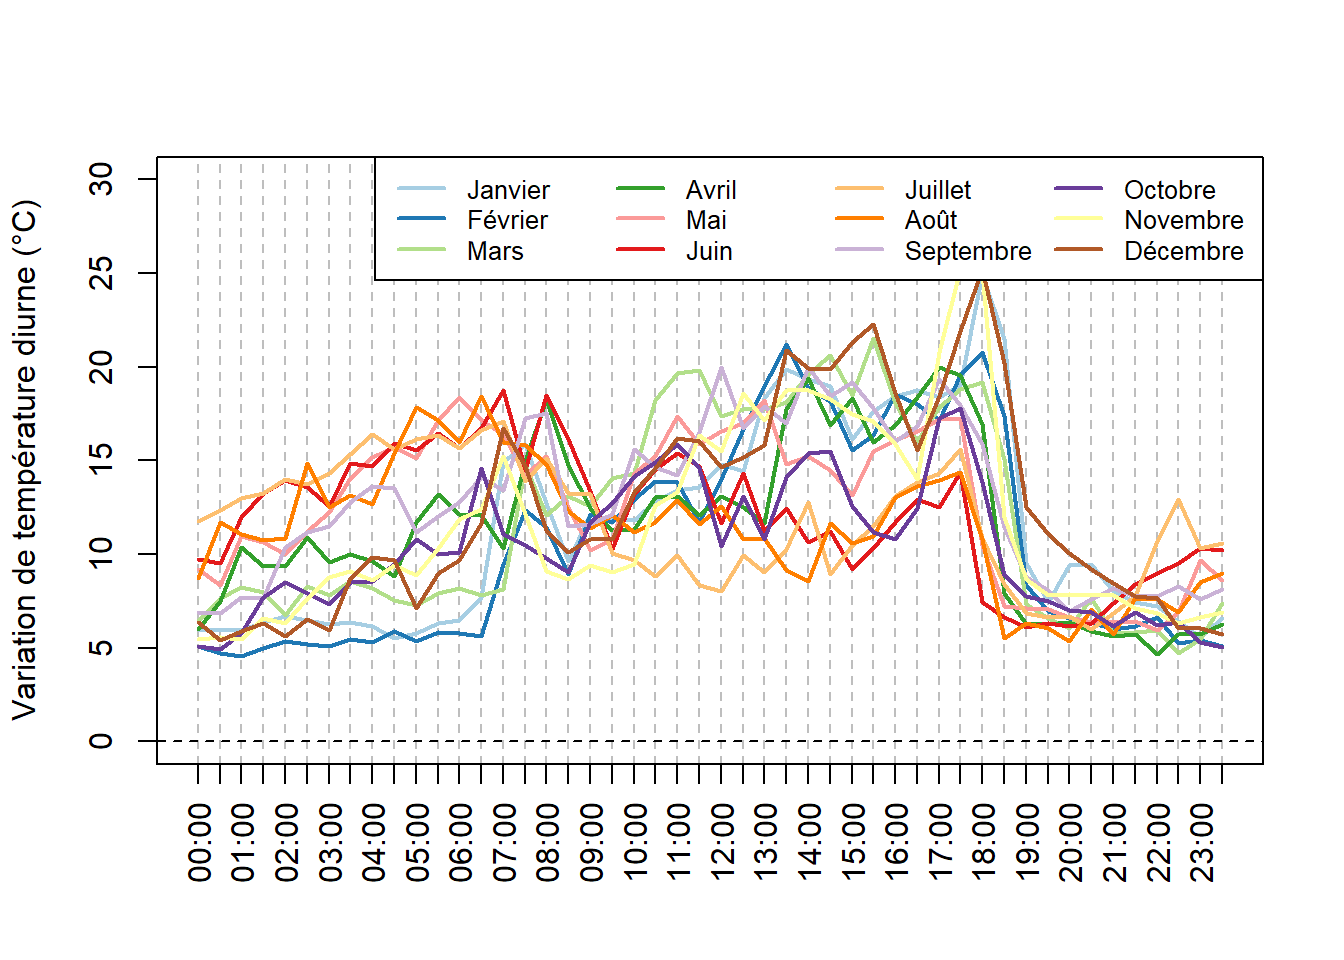 Variation de température diurne (°C)
30
25
20
15
10
5
0
Janvier Avril Juillet Octobre
Février Mai Août Novembre
Mars Juin Septembre Décembre
00:00 01:00 02:00 03:00 04:00 05:00 06:00 07:00 08:00 09:00 10:00 11:00 12:00 13:00 14:00 15:00 16:00 17:00 18:00 19:00 20:00 21:00 22:00 23:00